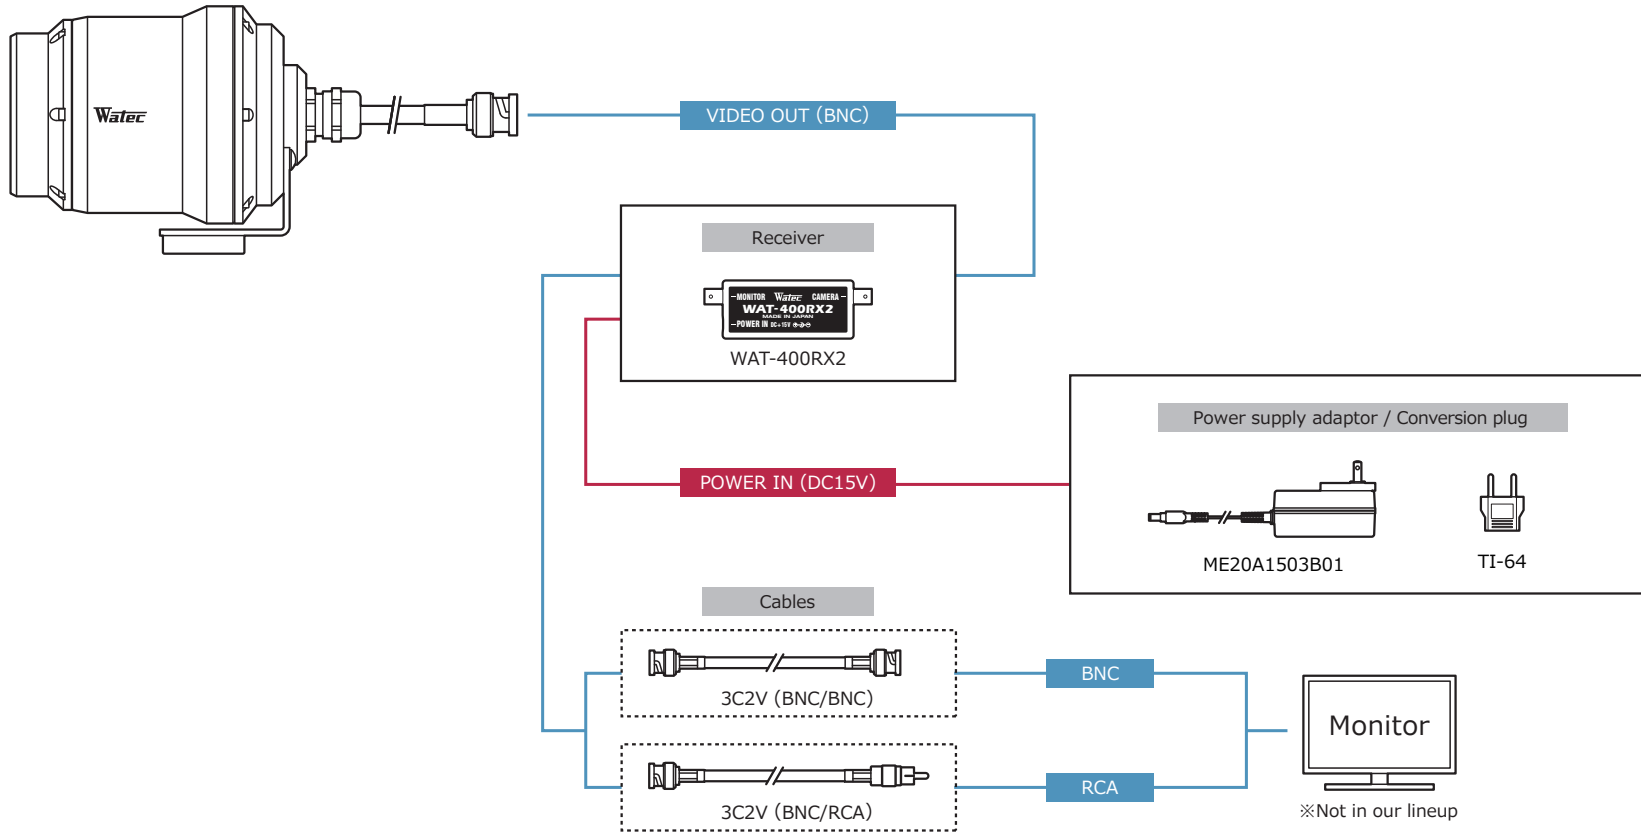 Watec
VIDEO OUT (BNC)
Receiver
MONITOR Watec CAMERA
WAT-400RX2
MADE IN JAPAN
POWER IN DC+15V
WAT-400RX2
Power supply adaptor / Conversion plug
POWER IN (DC15V)
ME20A1503B01
TI-64
Cables
3C2V (BNC/BNC)
BNC
Monitor
3C2V (BNC/RCA)
RCA
※Not in our lineup